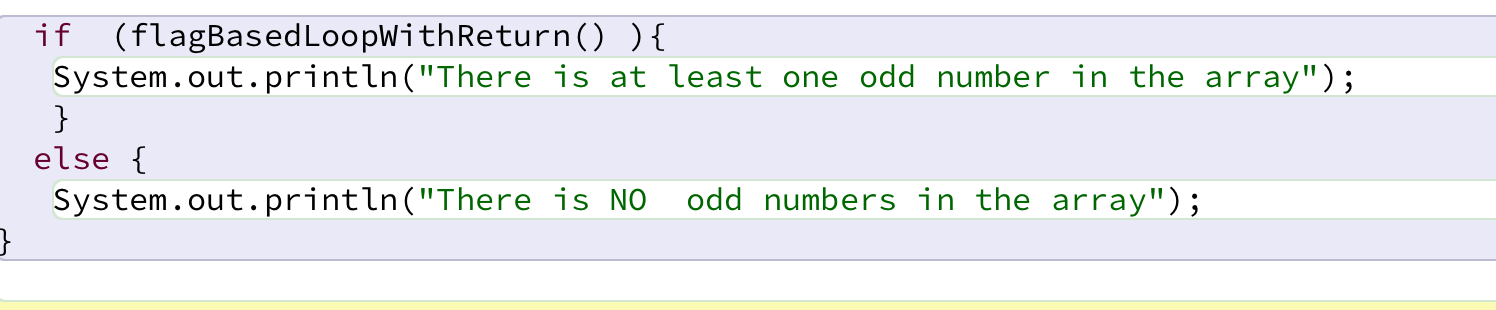 if  (flagBasedLoopWithReturn() ){
System.out.println("There is at least one odd number in the array");
}
else {
System.out.println("There is NO  odd numbers in the array");
}